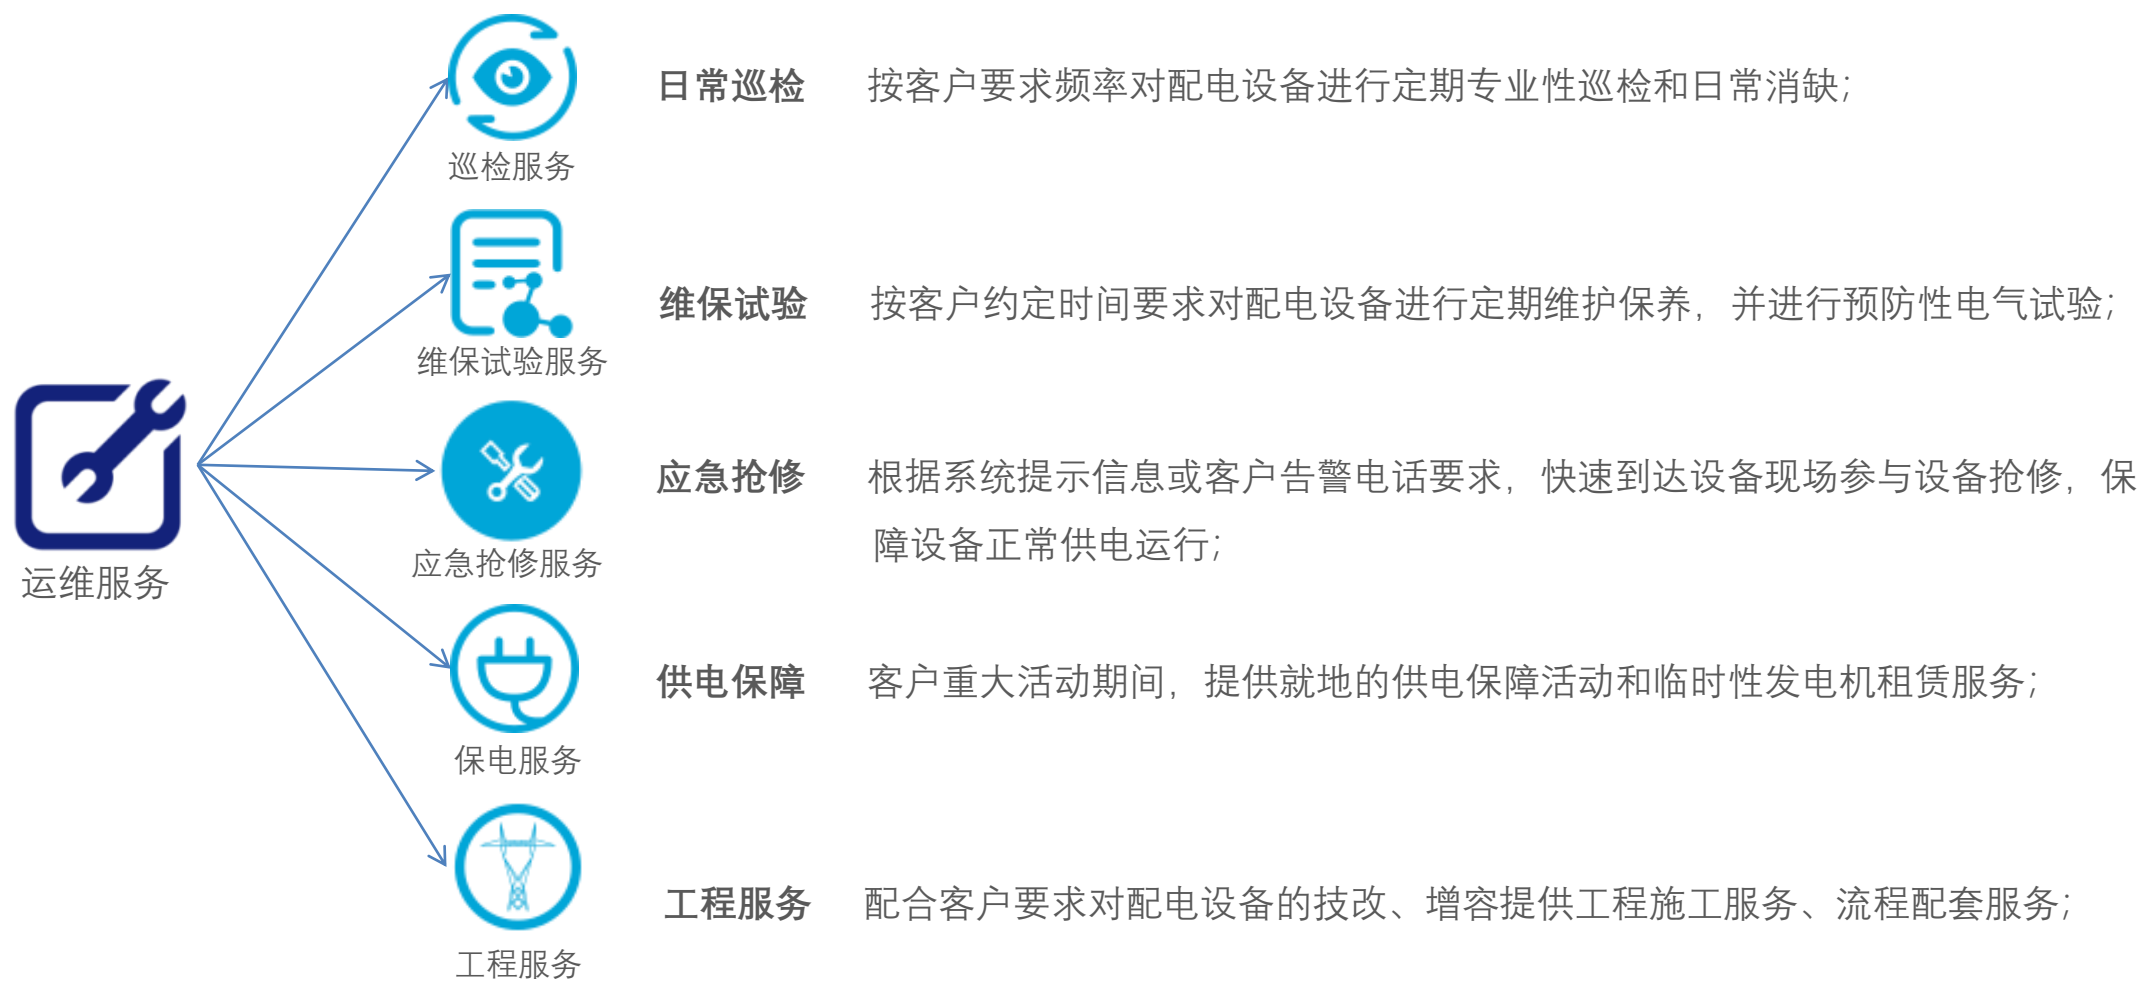 日常巡检 按客户要求频率对配电设备进行定期专业性巡检和日常消缺;
巡检服务
维保试验 按客户约定时间要求对配电设备进行定期维护保养，并进行预防性电气试验;
维保试验服务
运维服务
应急抢修 根据系统提示信息或客户告警电话要求，快速到达设备现场参与设备抢修，保
障设备正常供电运行;
应急抢修服务
供电保障 客户重大活动期间，提供就地的供电保障活动和临时性发电机租赁服务;
保电服务
工程服务 配合客户要求对配电设备的技改、增容提供工程施工服务、流程配套服务;
工程服务